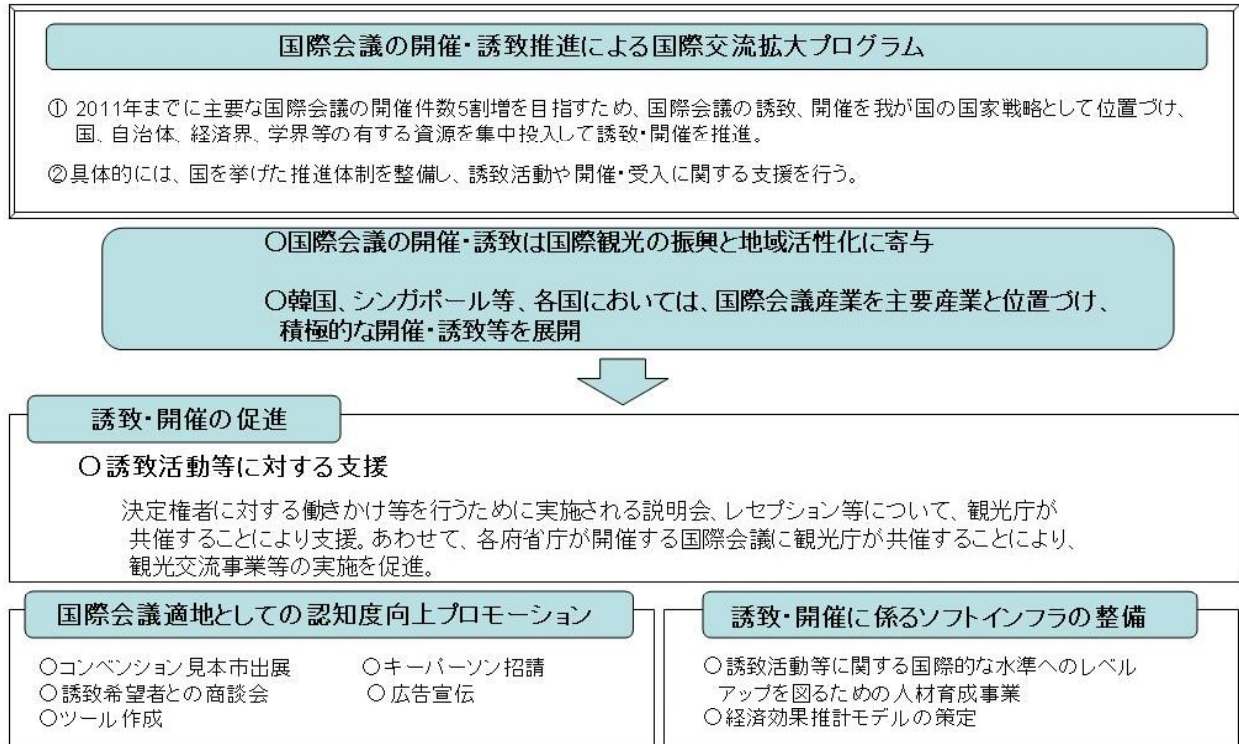 国際会議の開催・誘致推進による国際交流拡大プログラム
① 2011年までに主要な国際会議の開催件数5割増を目指すため、国際会議の誘致、開催を我が国の国家戦略として位置づけ、
国、自治体、経済界、学界等の有する資源を集中投入して誘致・開催を推進。
②具体的には、国を挙げた推進体制を整備し、誘致活動や開催・受入に関する支援を行う。
○国際会議の開催・誘致は国際観光の振興と地域活性化に寄与
○韓国、シンガポール等、各国においては、国際会議産業を主要産業と位置づけ、
積極的な開催・誘致等を展開
誘致・開催の促進
○誘致活動等に対する支援
決定権者に対する働きかけ等を行うために実施される説明会、レセプション等について、観光庁が
共催することにより支援。あわせて、各府省庁が開催する国際会議に観光庁が共催することにより、
観光交流事業等の実施を促進。
国際会議適地としての認知度向上プロモーション
○コンベンション見本市出展
○誘致希望者との商談会
○ツール作成
○キーパーソン招請
○広告宣伝
誘致・開催に係るソフトインフラの整備
○誘致活動等に関する国際的な水準へのレベル
アップを図るための人材育成事業
○経済効果推計モデルの策定